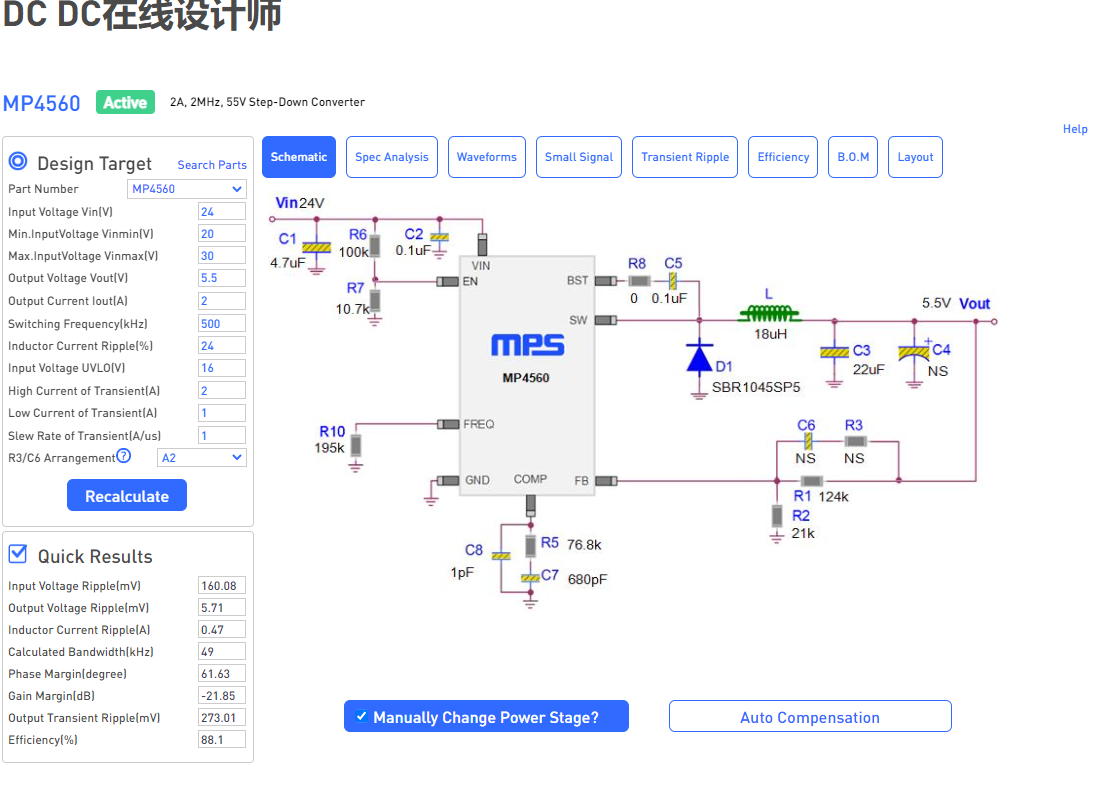 DC DC在线设计师
MP4560 Active 2A, 2MHz, 55V Step-Down Converter
Help
Design Target Search Parts
Part Number MP4560
Input Voltage Vin(V) 24
Min.InputVoltage Vinmin(V) 20
Max.InputVoltage Vinmax(V) 30
Output Voltage Vout(V) 5.5
Output Current Iout(A) 2
Switching Frequency(kHz) 500
Inductor Current Ripple(%) 24
Input Voltage UVLO(V) 16
High Current of Transient(A) 2
Low Current of Transient(A) 1
Slew Rate of Transient(A/us) 1
R3/C6 Arrangement ? A2
Recalculate
Quick Results
Input Voltage Ripple(mV) 160.08
Output Voltage Ripple(mV) 5.71
Inductor Current Ripple(A) 0.47
Calculated Bandwidth(kHz) 49
Phase Margin(degree) 61.63
Gain Margin(dB) -21.85
Output Transient Ripple(mV) 273.01
Efficiency(%) 88.1
Schematic Spec Analysis Waveforms Small Signal Transient Ripple Efficiency B.O.M Layout
Vin 24V
C1
4.7uF
R6
100k
C2
0.1uF
R7
10.7k
VIN
EN
BST
SW
MPS
MP4560
FREQ
GND
COMP
FB
R8
0
C5
0.1uF
L
18uH
5.5V Vout
D1
SBR1045SP5
C3
22uF
+
C4
NS
R10
195k
C6
NS
R3
NS
R1 124k
R2
21k
C8
1pF
R5 76.8k
C7 680pF
Manually Change Power Stage?
Auto Compensation